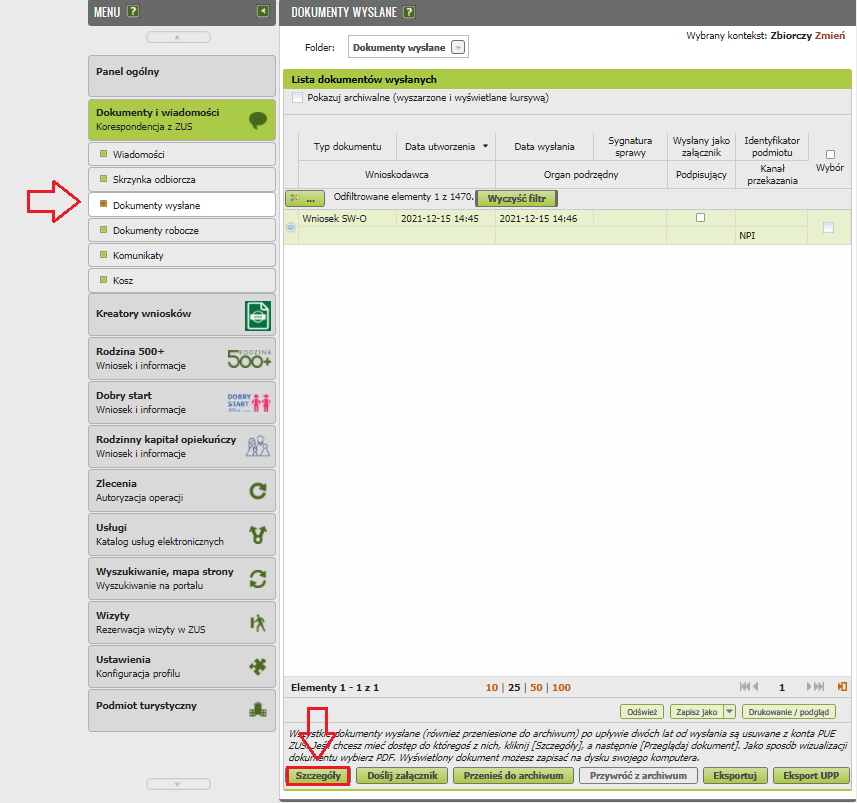 MENU ?
DOKUMENTY WYSŁANE ?
Folder: Dokumenty wysłane
Wybrany kontekst: Zbiorczy Zmień
Panel ogólny
Dokumenty i wiadomości
Korespondencja z ZUS
Wiadomości
Skrzynka odbiorcza
Dokumenty wysłane
Dokumenty robocze
Komunikaty
Kosz
Kreatory wniosków
Rodzina 500+
Wniosek i informacje
RODZINA
500+
Dobry start
Wniosek i informacje
DOBRY
START
Rodzinny kapitał opiekuńczy
Wniosek i informacje
Zlecenia
Autoryzacja operacji
Usługi
Katalog usług elektronicznych
Wyszukiwanie, mapa strony
Wyszukiwanie na portalu
Wizyty
Rezerwacja wizyty w ZUS
Ustawienia
Konfiguracja profilu
Podmiot turystyczny
Lista dokumentów wysłanych
Pokazuj archiwalne (wyszarzone i wyświetlane kursywą)
Typ dokumentu
Data utworzenia
Data wysłania
Sygnatura
sprawy
Wysłany jako
załącznik
Identyfikator
podmiotu
Wybór
Wnioskodawca
Organ podrzędny
Podpisujący
Kanał
przekazania
... Odfiltrowane elementy 1 z 1470. Wyczyść filtr
Wniosek SW-O 2021-12-15 14:45 2021-12-15 14:46
NPI
Elementy 1 - 1 z 1
10 | 25 | 50 | 100
1
Odśwież
Zapisz jako
Drukowanie / podgląd
Wszystkie dokumenty wysłane (również przeniesione do archiwum) po upływie dwóch lat od wysłania są usuwane z konta PUE
ZUS. Jeśli chcesz mieć dostęp do któregoś z nich, kliknij [Szczegóły], a następnie [Przeglądaj dokument]. Jako sposób wizualizacji
dokumentu wybierz PDF. Wyświetlony dokument możesz zapisać na dysku swojego komputera.
Szczegóły
Doślij załącznik
Przenieś do archiwum
Przywróć z archiwum
Eksportuj
Eksport UPP